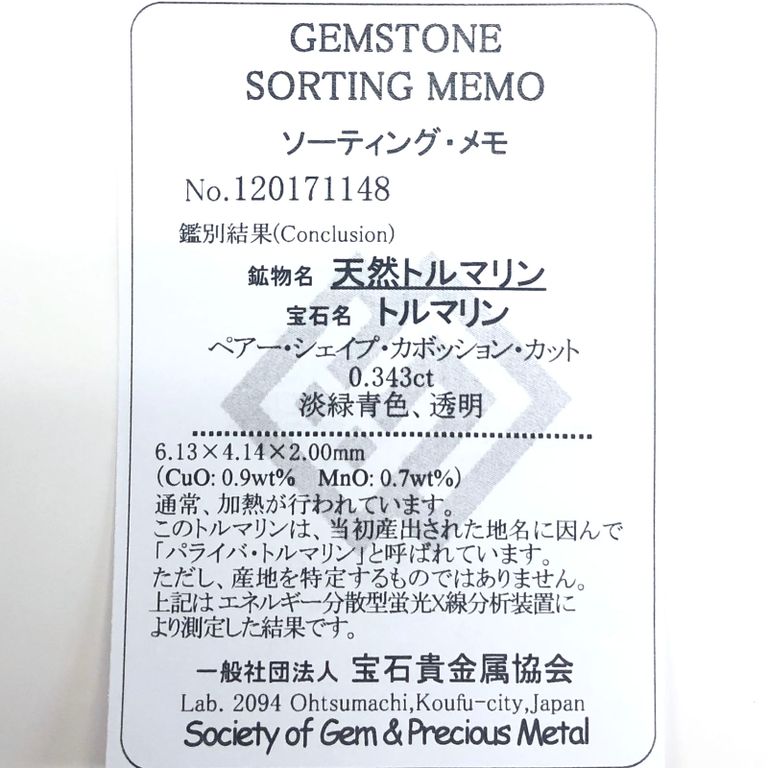 GEMSTONE
SORTING MEMO
ソーティング・メモ
No.120171148
鑑別結果(Conclusion)
鉱物名 天然トルマリン
宝石名 トルマリン
ペアー・シェイプ・カボッション・カット
0.343ct
淡緑青色、透明
6.13×4.14×2.00mm
(CuO: 0.9wt% MnO: 0.7wt%)
通常、加熱が行われています。
このトルマリンは、当初産出された地名に因んで
「パライバ・トルマリン」と呼ばれています。
ただし、産地を特定するものではありません。
上記は エネルギー分散型蛍光X線分析装置に
より測定した結果です。
一般社団法人 宝石貴金属協会
Lab. 2094 Ohtsumachi,Koufu-city,Japan
Society of Gem & Precious Metal